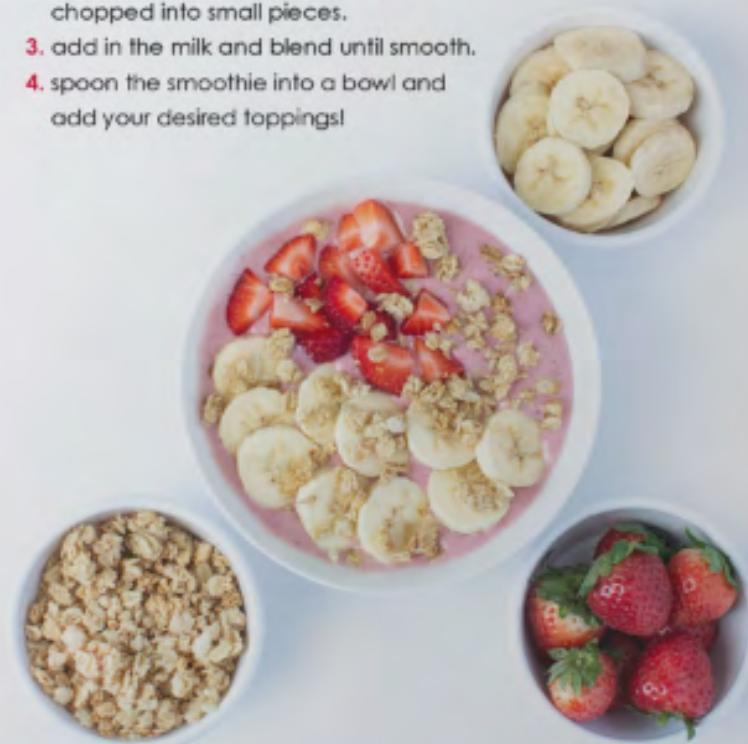 chopped into small pieces.
3. add in the milk and blend until smooth.
4. spoon the smoothie into a bowl and
add your desired toppings!